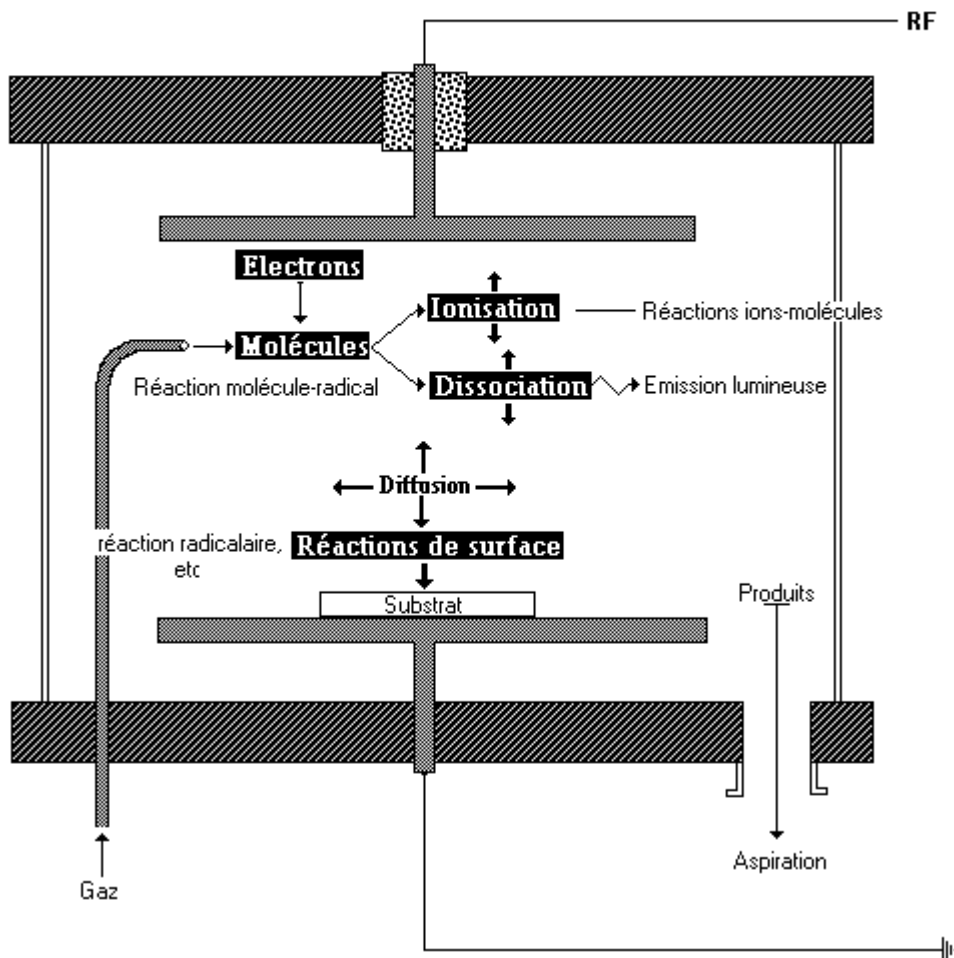 RF
Electrons
Ionisation
Réactions ions-molécules
Molécules
Réaction molécule-radical
Dissociation
Emission lumineuse
Diffusion
réaction radicalaire,
etc
Réactions de surface
Substrat
Produits
Aspiration
Gaz